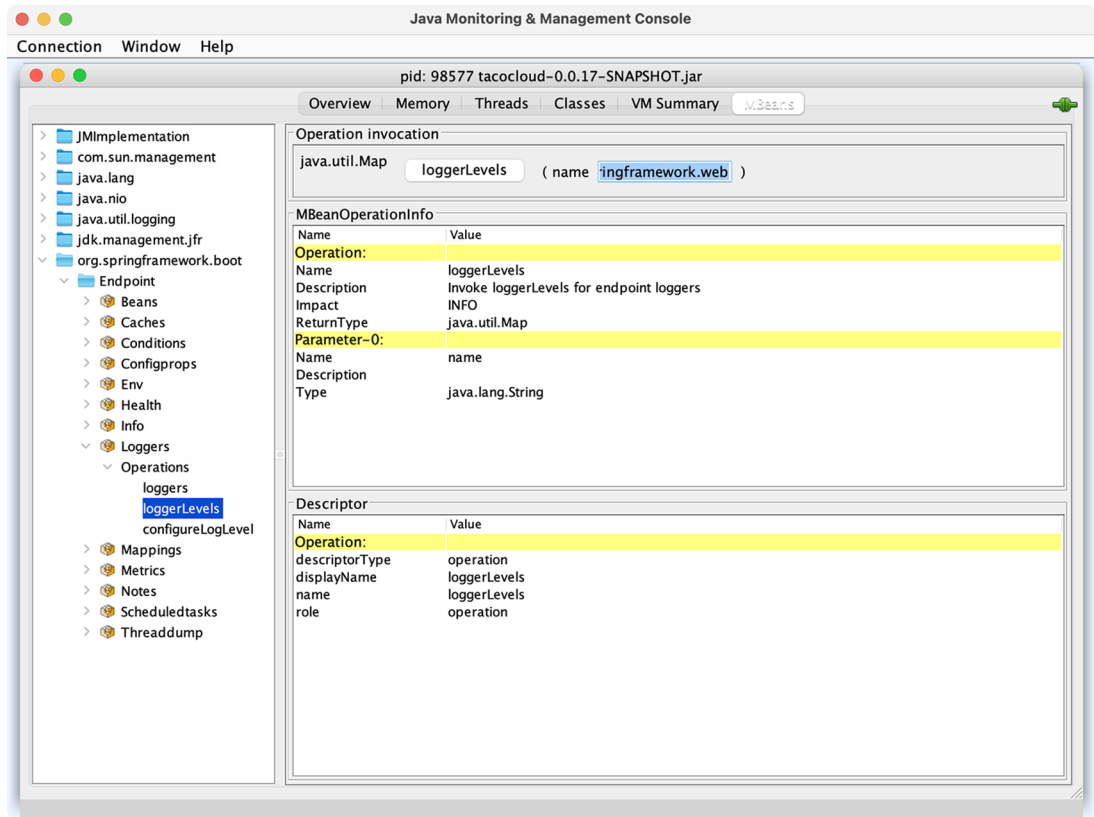 Java Monitoring & Management Console
Connection Window Help
pid: 98577 tacocloud-0.0.17-SNAPSHOT.jar
Overview Memory Threads Classes VM Summary MBeans
JMImplementation
com.sun.management
java.lang
java.nio
java.util.logging
jdk.management.jfr
org.springframework.boot
Endpoint
Beans
Caches
Conditions
Configprops
Env
Health
Info
Loggers
Operations
loggers
loggerLevels
configureLogLevel
Mappings
Metrics
Notes
Scheduledtasks
Threaddump
Operation invocation
java.util.Map loggerLevels ( name ringframework.web )
MBeanOperationInfo
Name Value
Operation:
Name loggerLevels
Description Invoke loggerLevels for endpoint loggers
Impact INFO
ReturnType java.util.Map
Parameter-0:
Name name
Description
Type java.lang.String
Descriptor
Name Value
Operation:
descriptorType operation
displayName loggerLevels
name loggerLevels
role operation